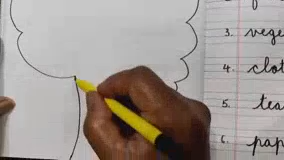 3. vege
4. clot
5. tea
6. pap